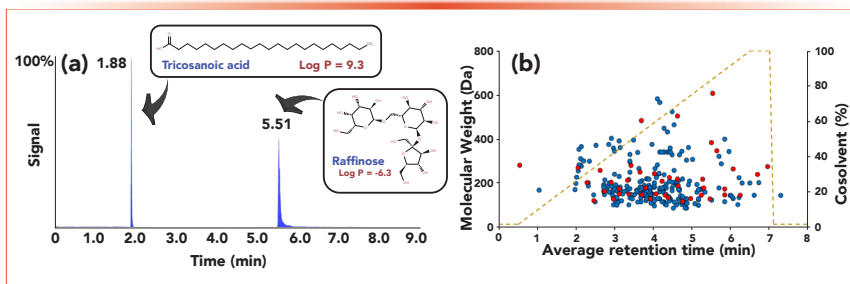 (a)
100%
1.88
Tricosanoic acid Log P = 9.3
5.51
Raffinose
Log P = -6.3
Signal
0 1.0 2.0 3.0 4.0 5.0 6.0 7.0 8.0 9.0
Time (min)
(b)
Molecular Weight (Da)
800
600
400
200
0
0 1 2 3 4 5 6 7 8
Average retention time (min)
100
80
60
40
20
0
Cosolvent (%)